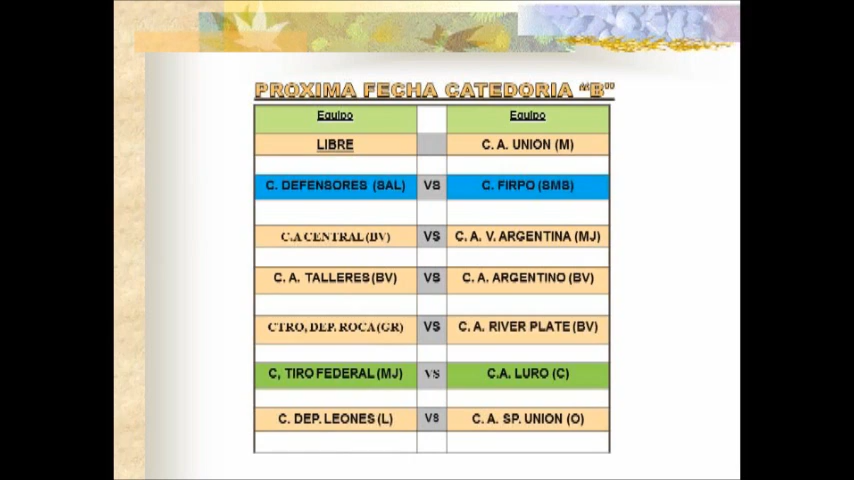 PROXIMA FECHA CATEDORIA “B”
Equipo Equipo
LIBRE C. A. UNION (M)
C. DEFENSORES (SAL) VS C. FIRPO (SMS)
C.A CENTRAL (BV) VS C. A. V. ARGENTINA (MJ)
C. A. TALLERES (BV) VS C. A. ARGENTINO (BV)
CTRO, DEP. ROCA (GR) VS C. A. RIVER PLATE (BV)
C, TIRO FEDERAL (MJ) VS C.A. LURO (C)
C. DEP. LEONES (L) VS C. A. SP. UNION (O)